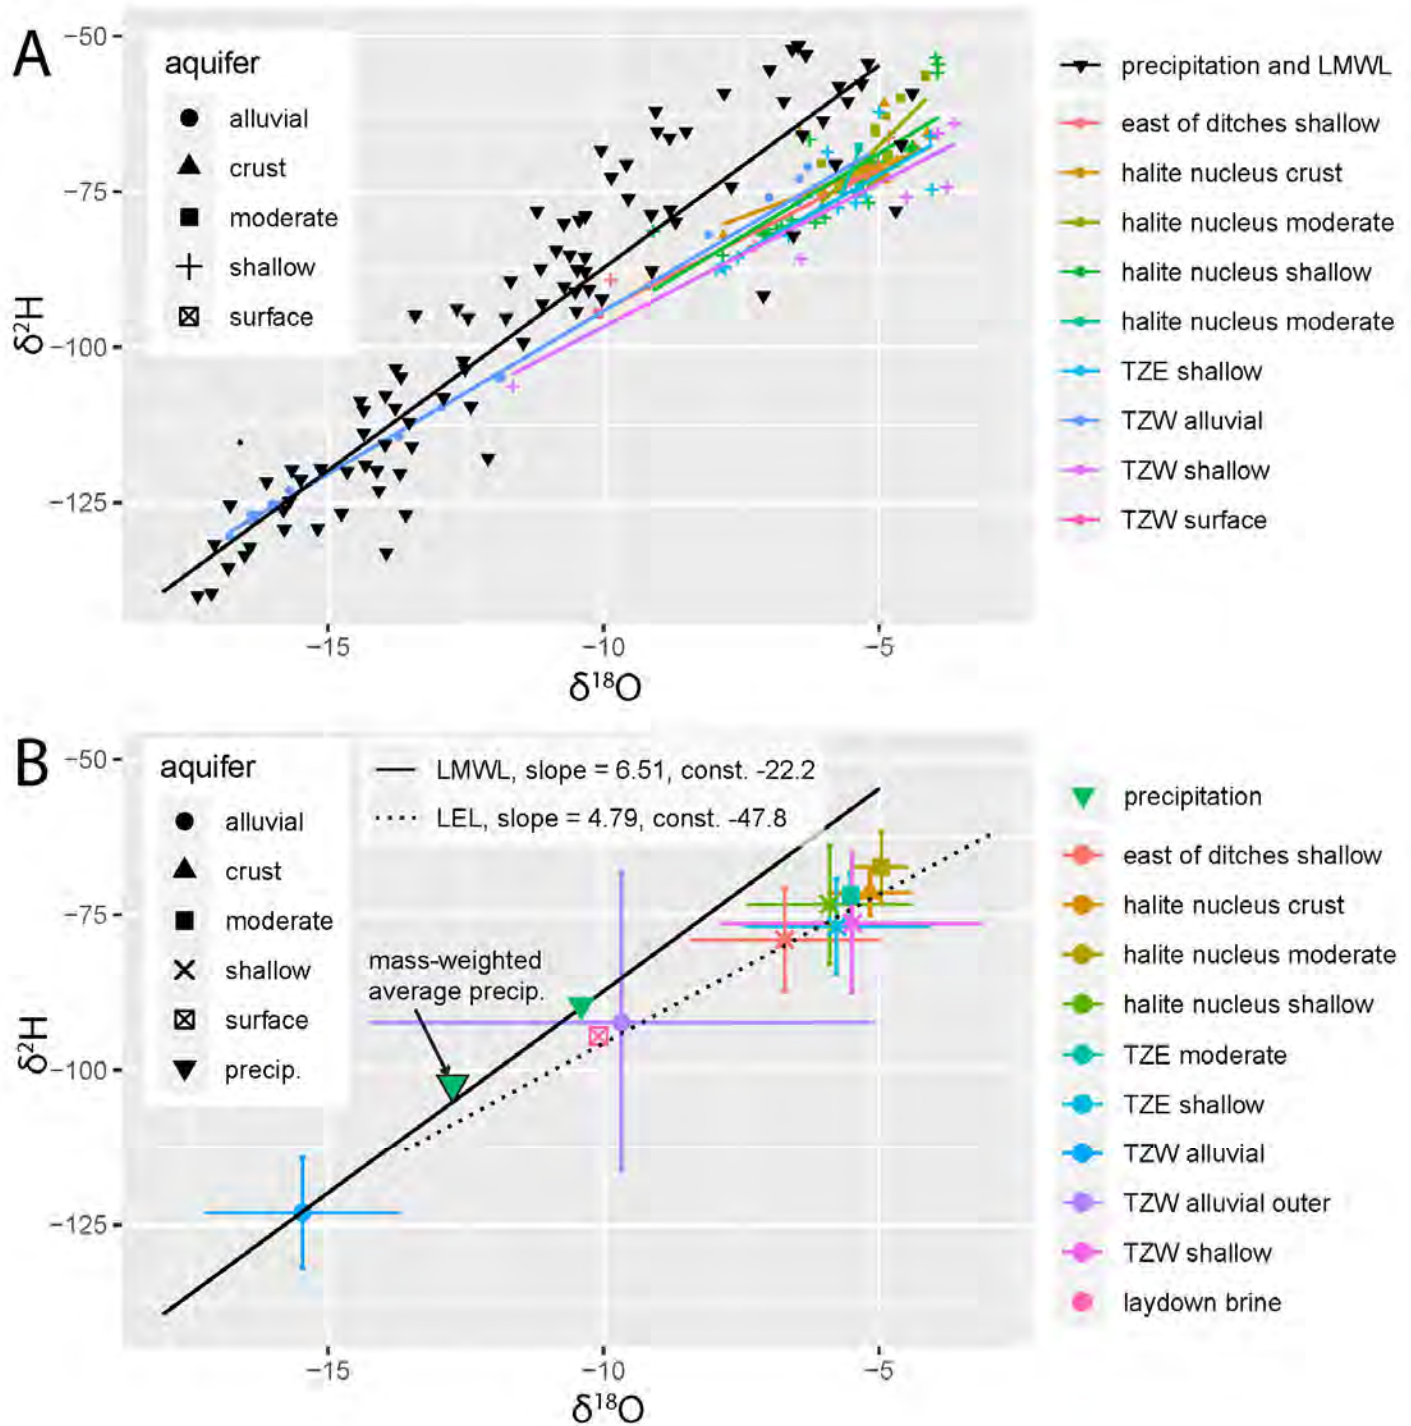 A
aquifer
alluvial
crust
moderate
shallow
surface
−50
−75
−100
−125
δ²H
−15
−10
−5
δ¹⁸O
precipitation and LMWL
east of ditches shallow
halite nucleus crust
halite nucleus moderate
halite nucleus shallow
halite nucleus moderate
TZE shallow
TZW alluvial
TZW shallow
TZW surface
B
aquifer
alluvial
crust
moderate
shallow
surface
precip.
LMWL, slope = 6.51, const. -22.2
LEL, slope = 4.79, const. -47.8
mass-weighted
average precip.
−50
−75
−100
−125
δ²H
−15
−10
−5
δ¹⁸O
precipitation
east of ditches shallow
halite nucleus crust
halite nucleus moderate
halite nucleus shallow
TZE moderate
TZE shallow
TZW alluvial
TZW alluvial outer
TZW shallow
laydown brine